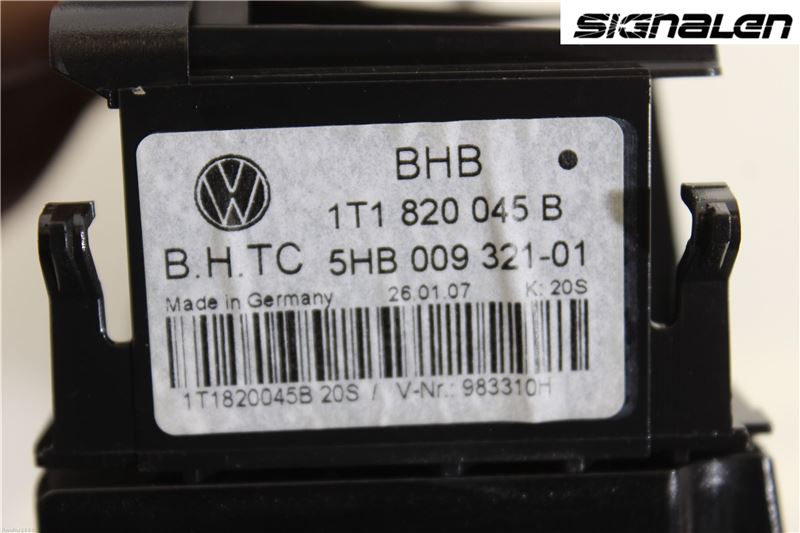 SIGNALEN
BHB
1T1 820 045 B
B.H.TC 5HB 009 321-01
Made in Germany 26.01.07 K: 20S
1T1820045B 20S / V-Nr.: 983310H